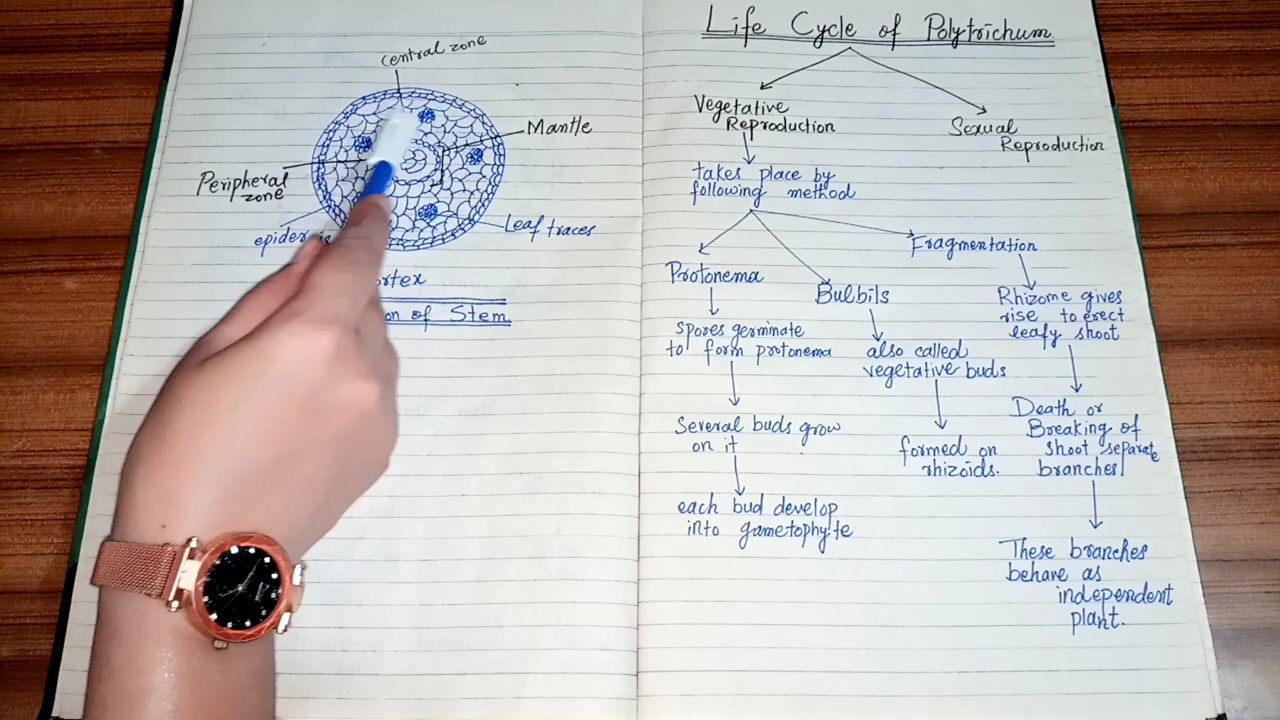 central zone
Mantle
Peripheral
zone
Leaf traces
of Stem.
Life Cycle of Polytrichum.
Vegetative
Reproduction
Sexual
Reproduction
takes place by
following method
Protonema
Bulbils
Fragmentation
spores germinate
to form protonema
Several buds grow
on it
each bud develop
into gametophyte
also called
vegetative buds
formed on
rhizoids.
Rhizome gives
rise to erect
leafy shoot
Death or
Breaking of
shoot separate
branches
These branches
behave as
independent
plant.